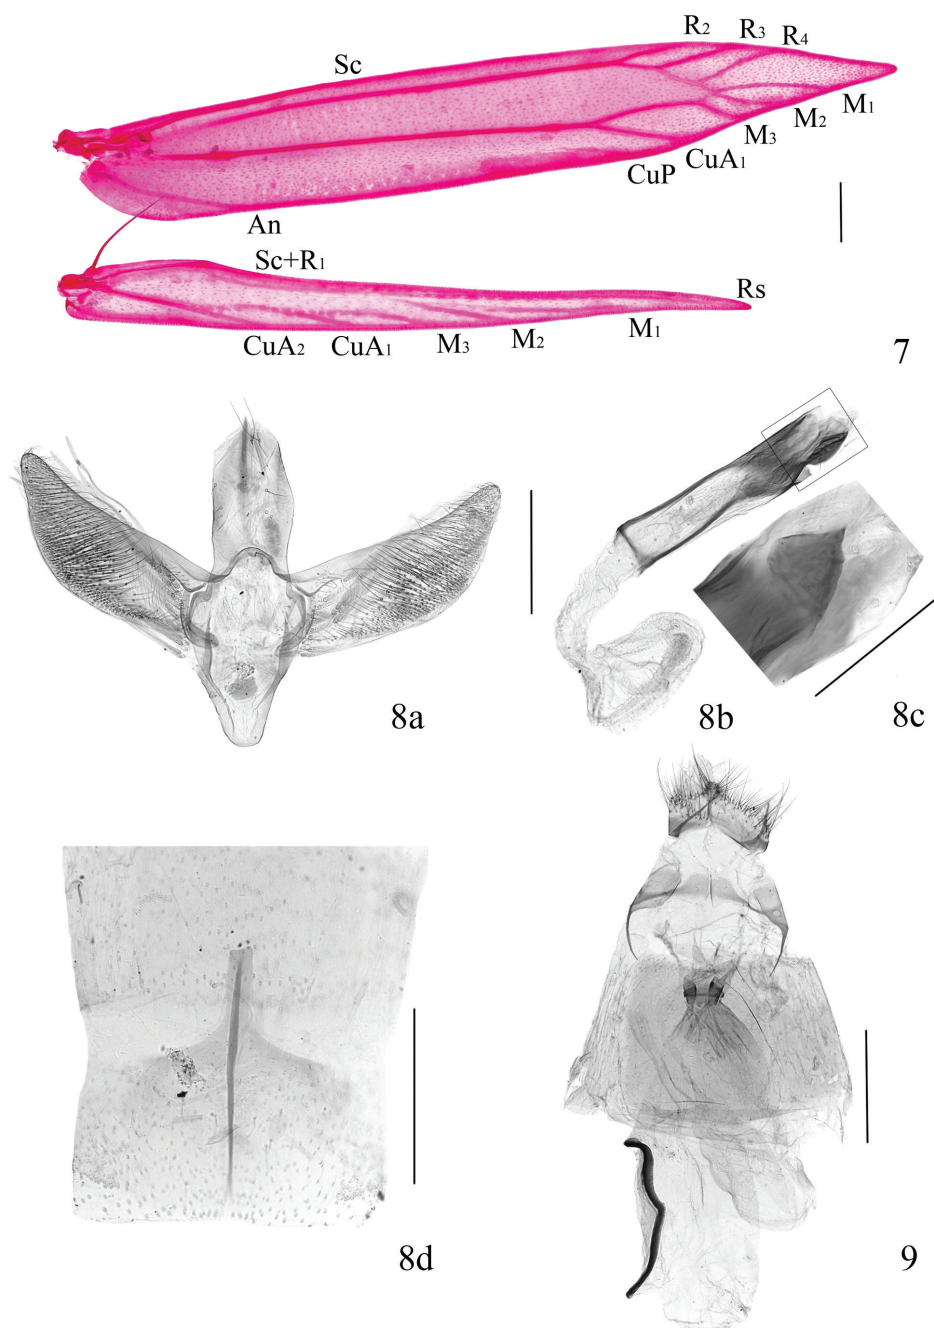 R2 R3 R4
Sc
M1
M2
M3
CuA1
CuP
An
Sc+R1
Rs
CuA2 CuA1 M3 M2 M1
7
8a 8b 8c
8d 9